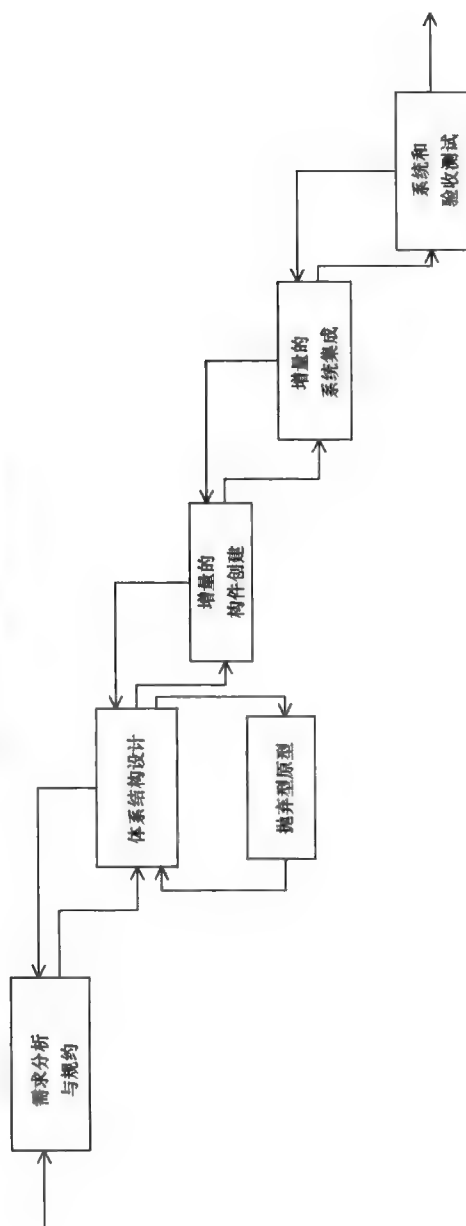 需求分析
与规约
体系结构设计
抛弃型原型
增量的
构件创建
增量的
系统集成
系统和
验收测试